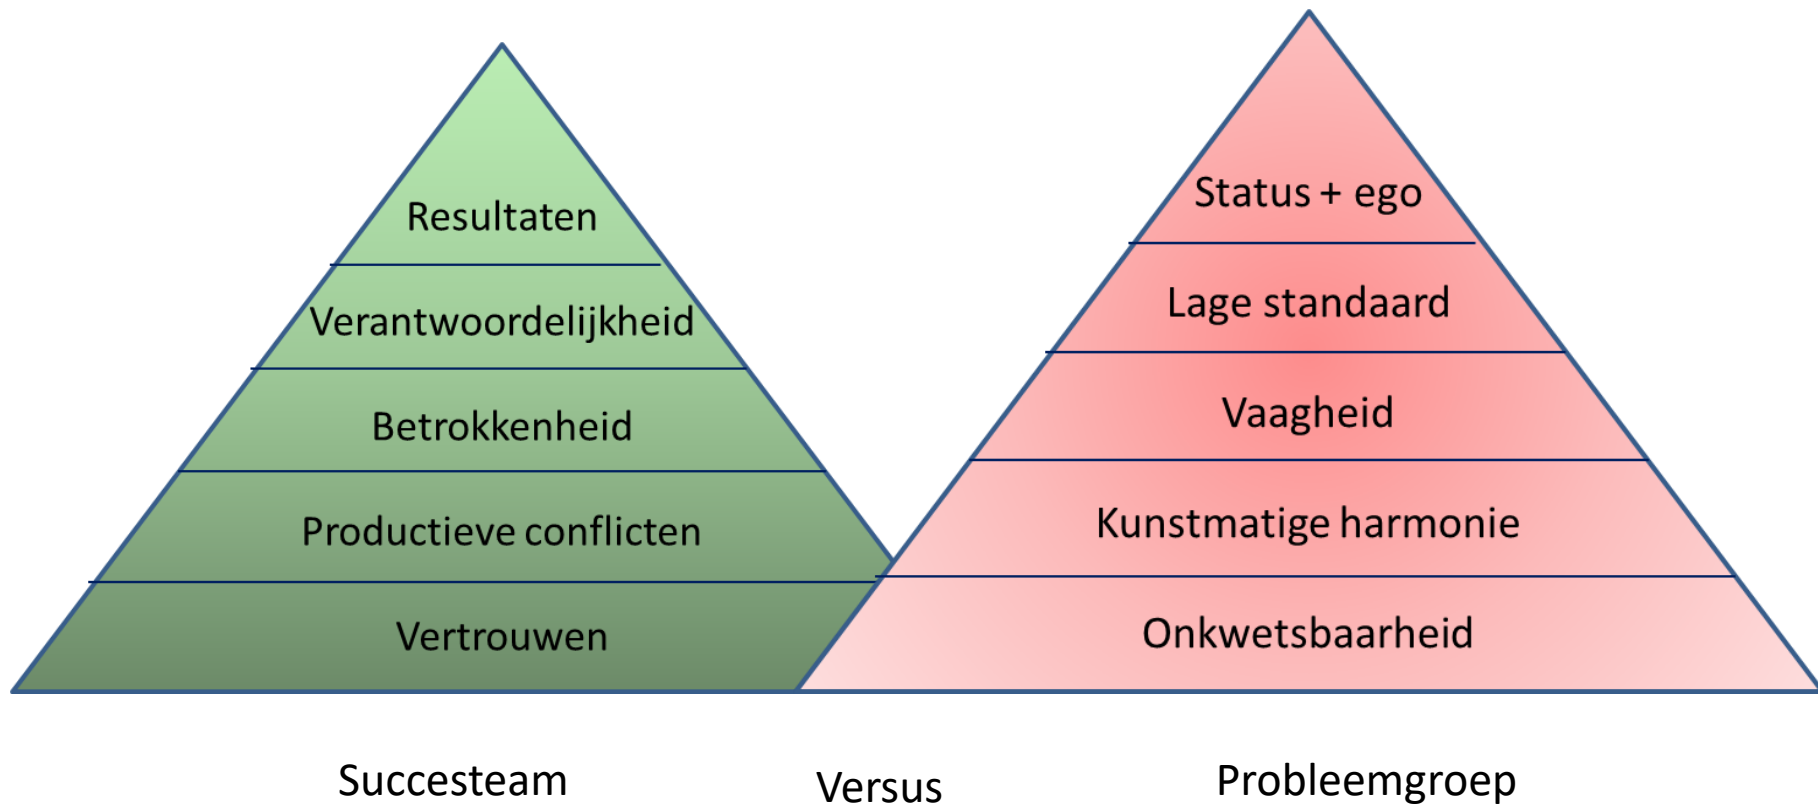 Resultaten
Verantwoordelijkheid
Betrokkenheid
Productieve conflicten
Vertrouwen
Status + ego
Lage standaard
Vaagheid
Kunstmatige harmonie
Onkwetsbaarheid
Succesteam
Versus
Probleemgroep